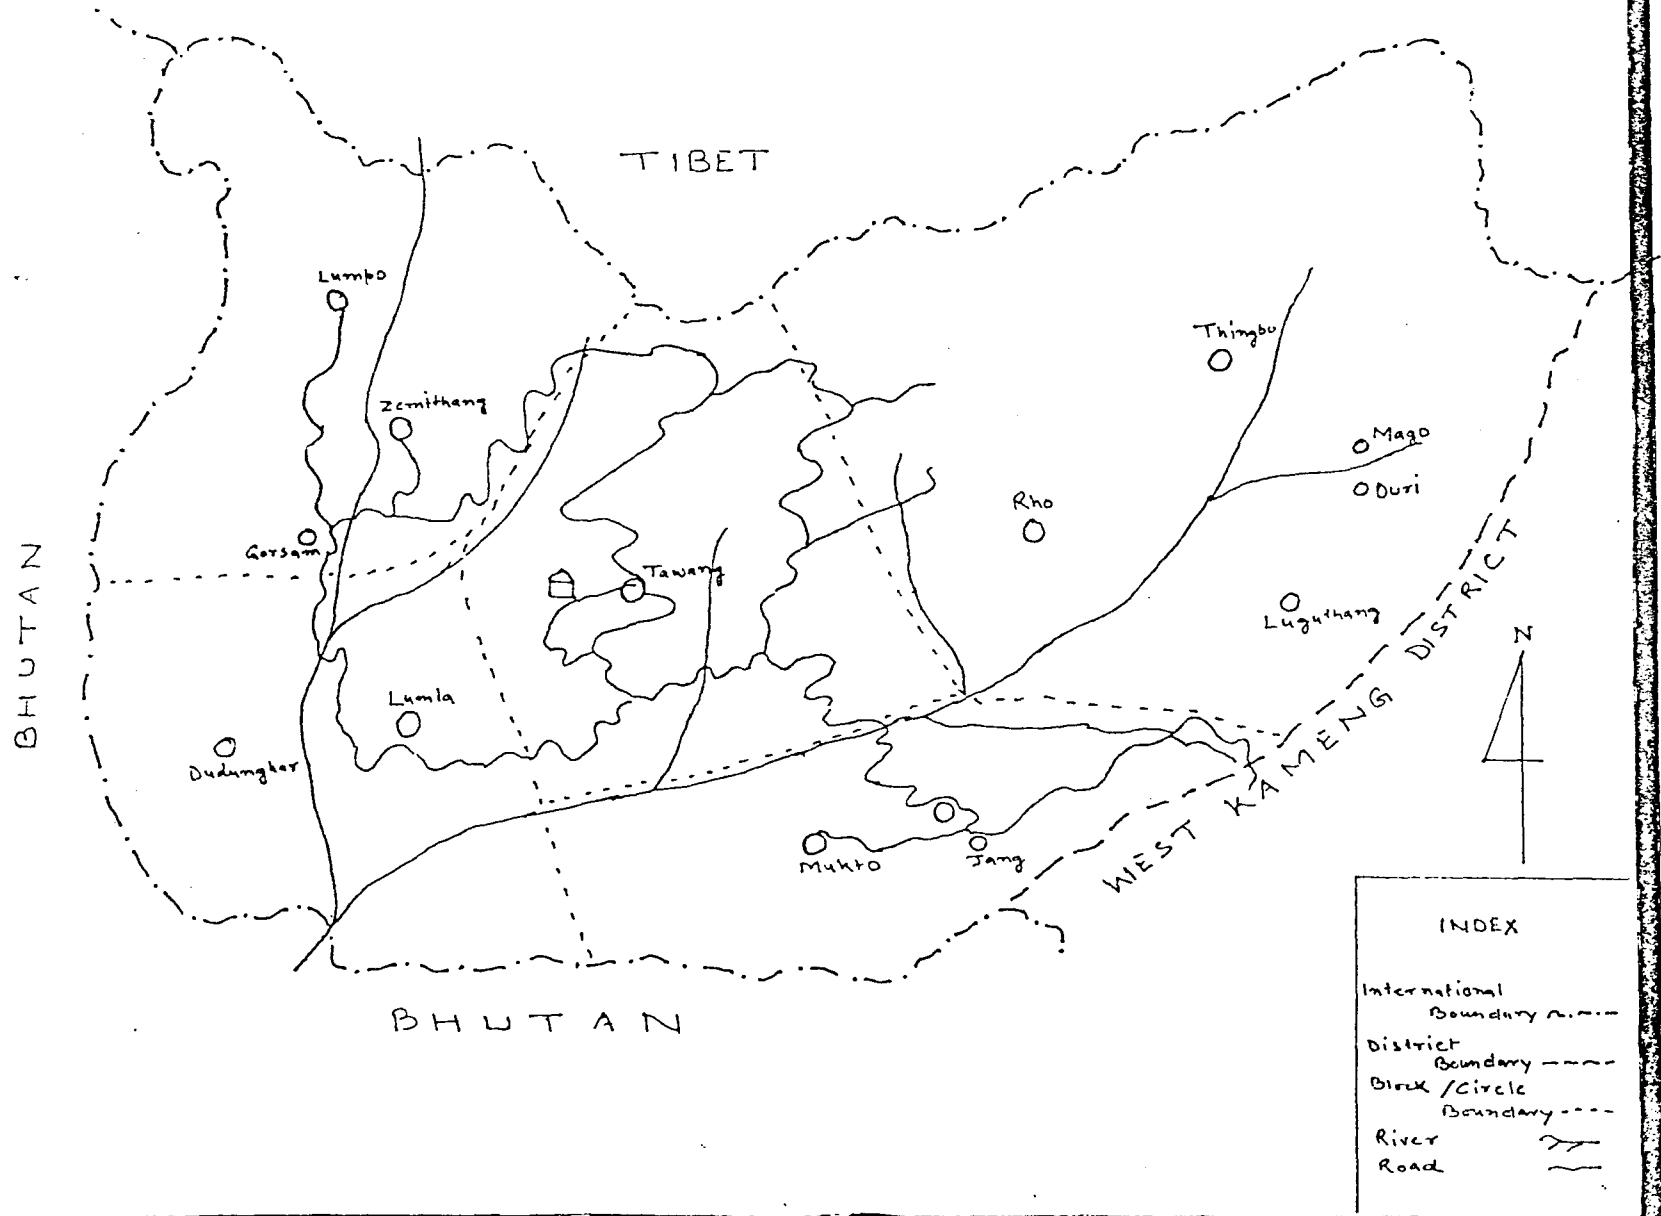 TIBET
Lumpo
Thingbu
Zemithang
Mago
Duri
Rho
Gorsam
Tawang
BHUTAN
Luguthang
N
Lumla
Dudunghar
WEST KAMENG DISTRICT
Mukto
Jang
BHUTAN
INDEX
International
Boundary
District
Boundary
Block /Circle
Boundary
River
Road